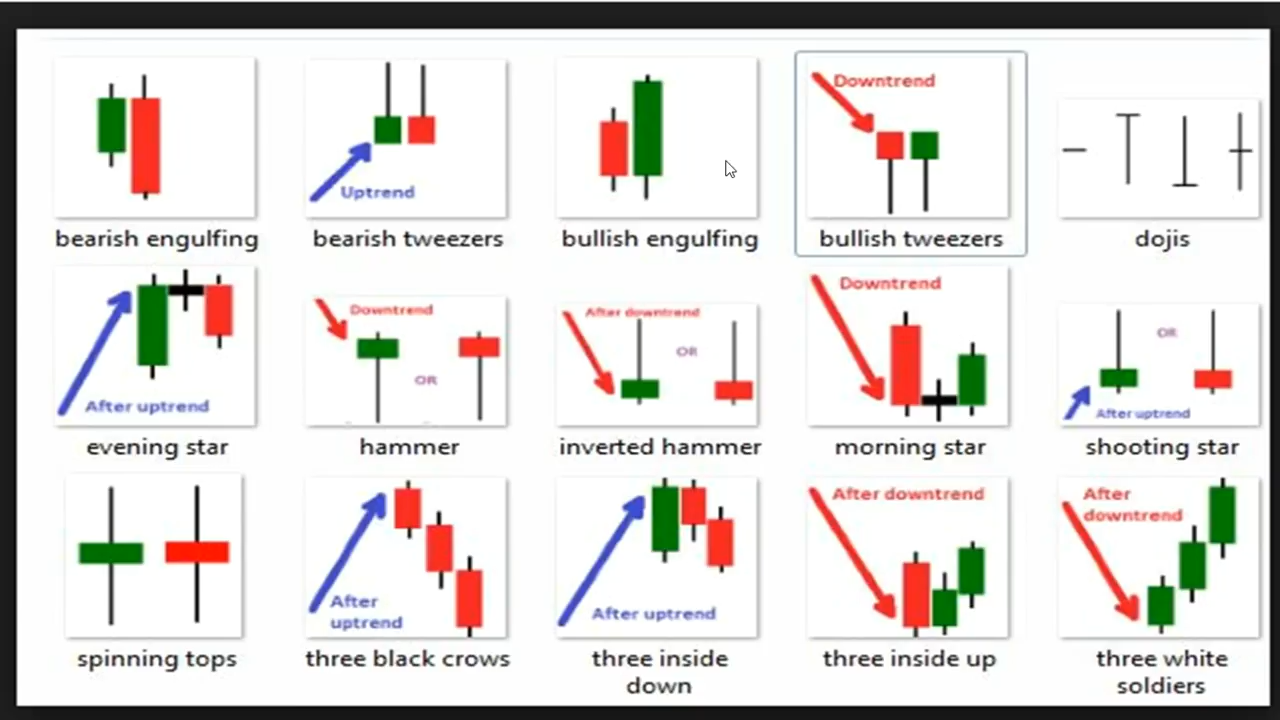 Uptrend
Downtrend
bearish engulfing
bearish tweezers
bullish engulfing
bullish tweezers
dojis
After uptrend
Downtrend
OR
After downtrend
OR
Downtrend
OR
After uptrend
evening star
hammer
inverted hammer
morning star
shooting star
After
uptrend
After uptrend
After downtrend
After
downtrend
spinning tops
three black crows
three inside
down
three inside up
three white
soldiers